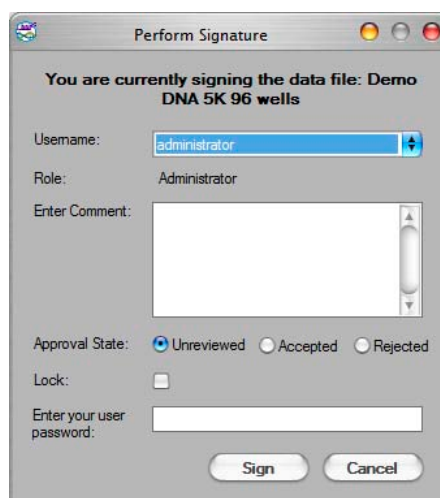 Perform Signature
You are currently signing the data file: Demo
DNA 5K 96 wells
Username: administrator
Role: Administrator
Enter Comment:
Approval State: Unreviewed Accepted Rejected
Lock:
Enter your user
password:
Sign Cancel